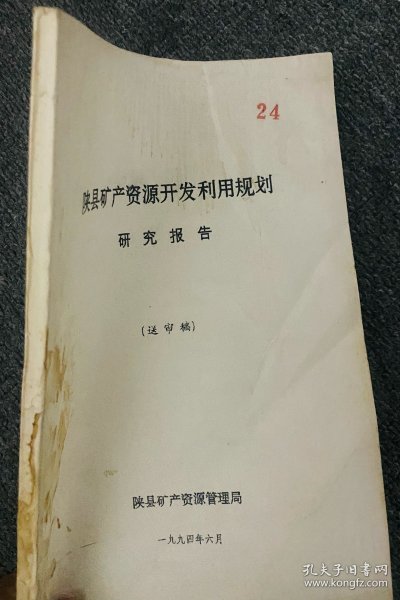 24
陕县矿产资源开发利用规划
研究报告
(送审稿)
陕县矿产资源管理局
一九九四年六月
孔夫子旧书网
www.kongfz.com